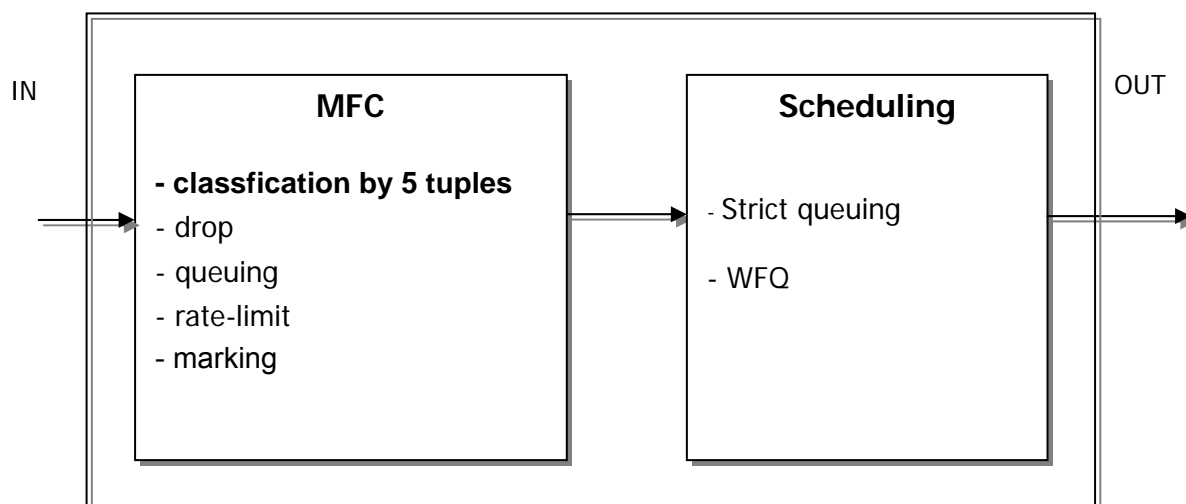 IN
OUT
MFC
- classfication by 5 tuples
- drop
- queuing
- rate-limit
- marking
Scheduling
- Strict queuing
- WFQ